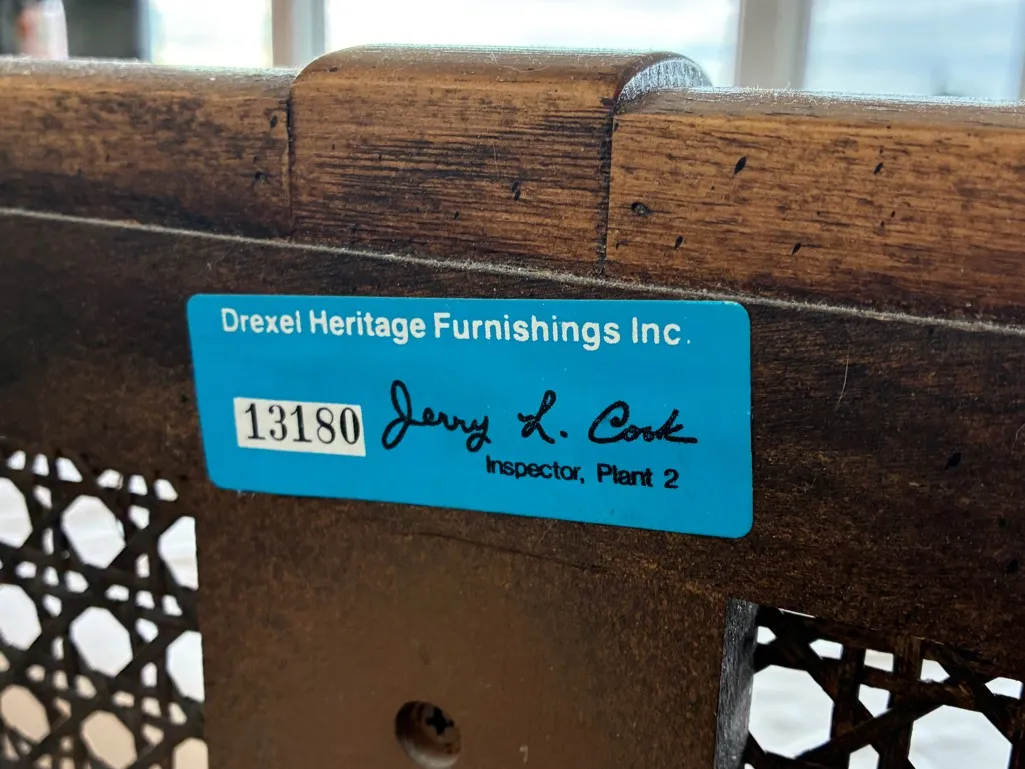 Drexel Heritage Furnishings Inc.
13180 Jerry L. Cook
Inspector, Plant 2